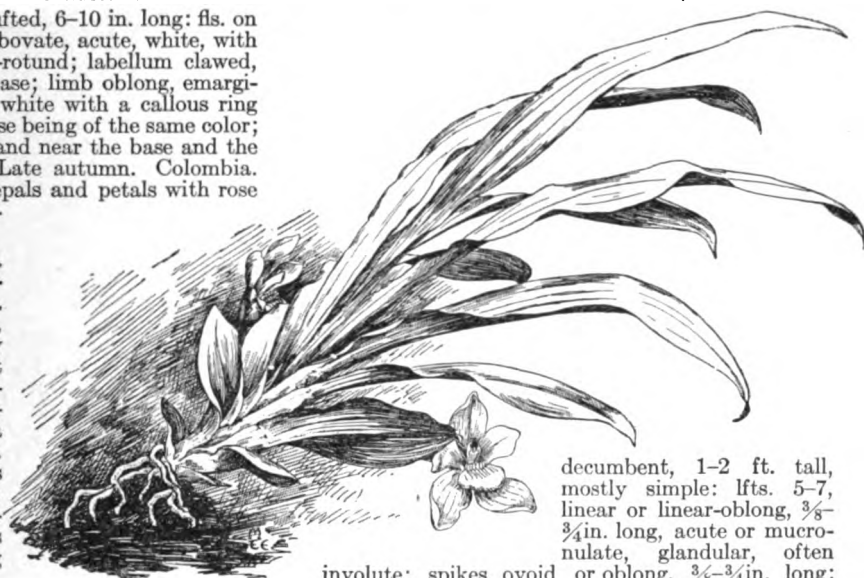 fted, 6–10 in. long: fls. on
bovate, acute, white, with
-rotund; labellum clawed,
ase; limb oblong, emargi-
white with a callous ring
se being of the same color;
and near the base and the
Late autumn. Colombia.
epals and petals with rose
decumbent, 1–2 ft. tall,
mostly simple: lfts. 5–7,
linear or linear-oblong, ⅜–
¾in. long, acute or mucro-
nulate, glandular, often
involute: spikes ovoid or oblong, in. long: